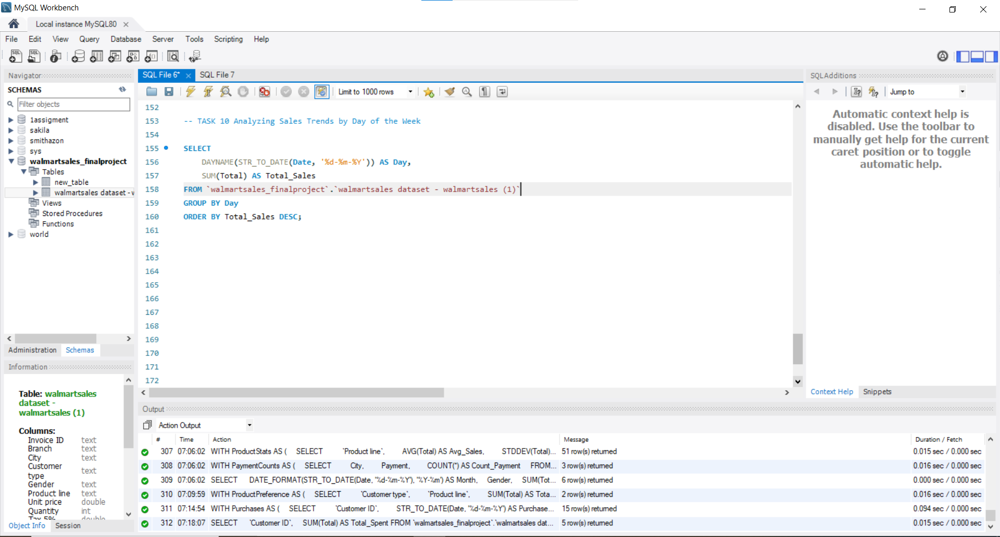 MySQL Workbench
Local instance MySQL80
File Edit View Query Database Server Tools Scripting Help
Navigator
SCHEMAS
Filter objects
1assigment
sakila
smithazon
sys
walmartsales_finalproject
Tables
new_table
walmartsales dataset - w
Views
Stored Procedures
Functions
world
Administration Schemas
Information
Table: walmartsales
dataset -
walmartsales (1)
Columns:
Invoice ID text
Branch text
City text
Customer
type text
Gender text
Product line text
Unit price double
Quantity int
Tax 5% double
Object Info Session
SQL File 6* SQL File 7
Limit to 1000 rows
152
153 -- TASK 10 Analyzing Sales Trends by Day of the Week
154
155 SELECT
156 DAYNAME(STR_TO_DATE(Date, '%d-%m-%Y')) AS Day,
157 SUM(Total) AS Total_Sales
158 FROM `walmartsales_finalproject`.`walmartsales dataset - walmartsales (1)`
159 GROUP BY Day
160 ORDER BY Total_Sales DESC;
161
162
163
164
165
166
167
168
169
170
171
172
SQLAdditions
Jump to
Automatic context help is
disabled. Use the toolbar to
manually get help for the current
caret position or to toggle
automatic help.
Context Help Snippets
Output
Action Output
# Time Action Message Duration / Fetch
307 07:06:02 WITH ProductStats AS ( SELECT `Product line`, AVG(Total) AS Avg_Sales, STDDEV(Total)... 51 row(s) returned 0.015 sec / 0.000 sec
308 07:06:02 WITH PaymentCounts AS ( SELECT City, Payment, COUNT(*) AS Count_Payment FROM... 3 row(s) returned 0.016 sec / 0.000 sec
309 07:06:02 SELECT DATE_FORMAT(STR_TO_DATE(Date, '%d-%m-%Y'), '%Y-%m') AS Month, Gender, SUM(Tot... 6 row(s) returned 0.000 sec / 0.000 sec
310 07:09:59 WITH ProductPreference AS ( SELECT `Customer type`, `Product line`, SUM(Total) AS Tota... 2 row(s) returned 0.016 sec / 0.000 sec
311 07:14:54 WITH Purchases AS ( SELECT `Customer ID`, STR_TO_DATE(Date, '%d-%m-%Y') AS Purchase... 15 row(s) returned 0.094 sec / 0.000 sec
312 07:18:07 SELECT `Customer ID`, SUM(Total) AS Total_Spent FROM `walmartsales_finalproject`.`walmartsales dat... 5 row(s) returned 0.015 sec / 0.000 sec